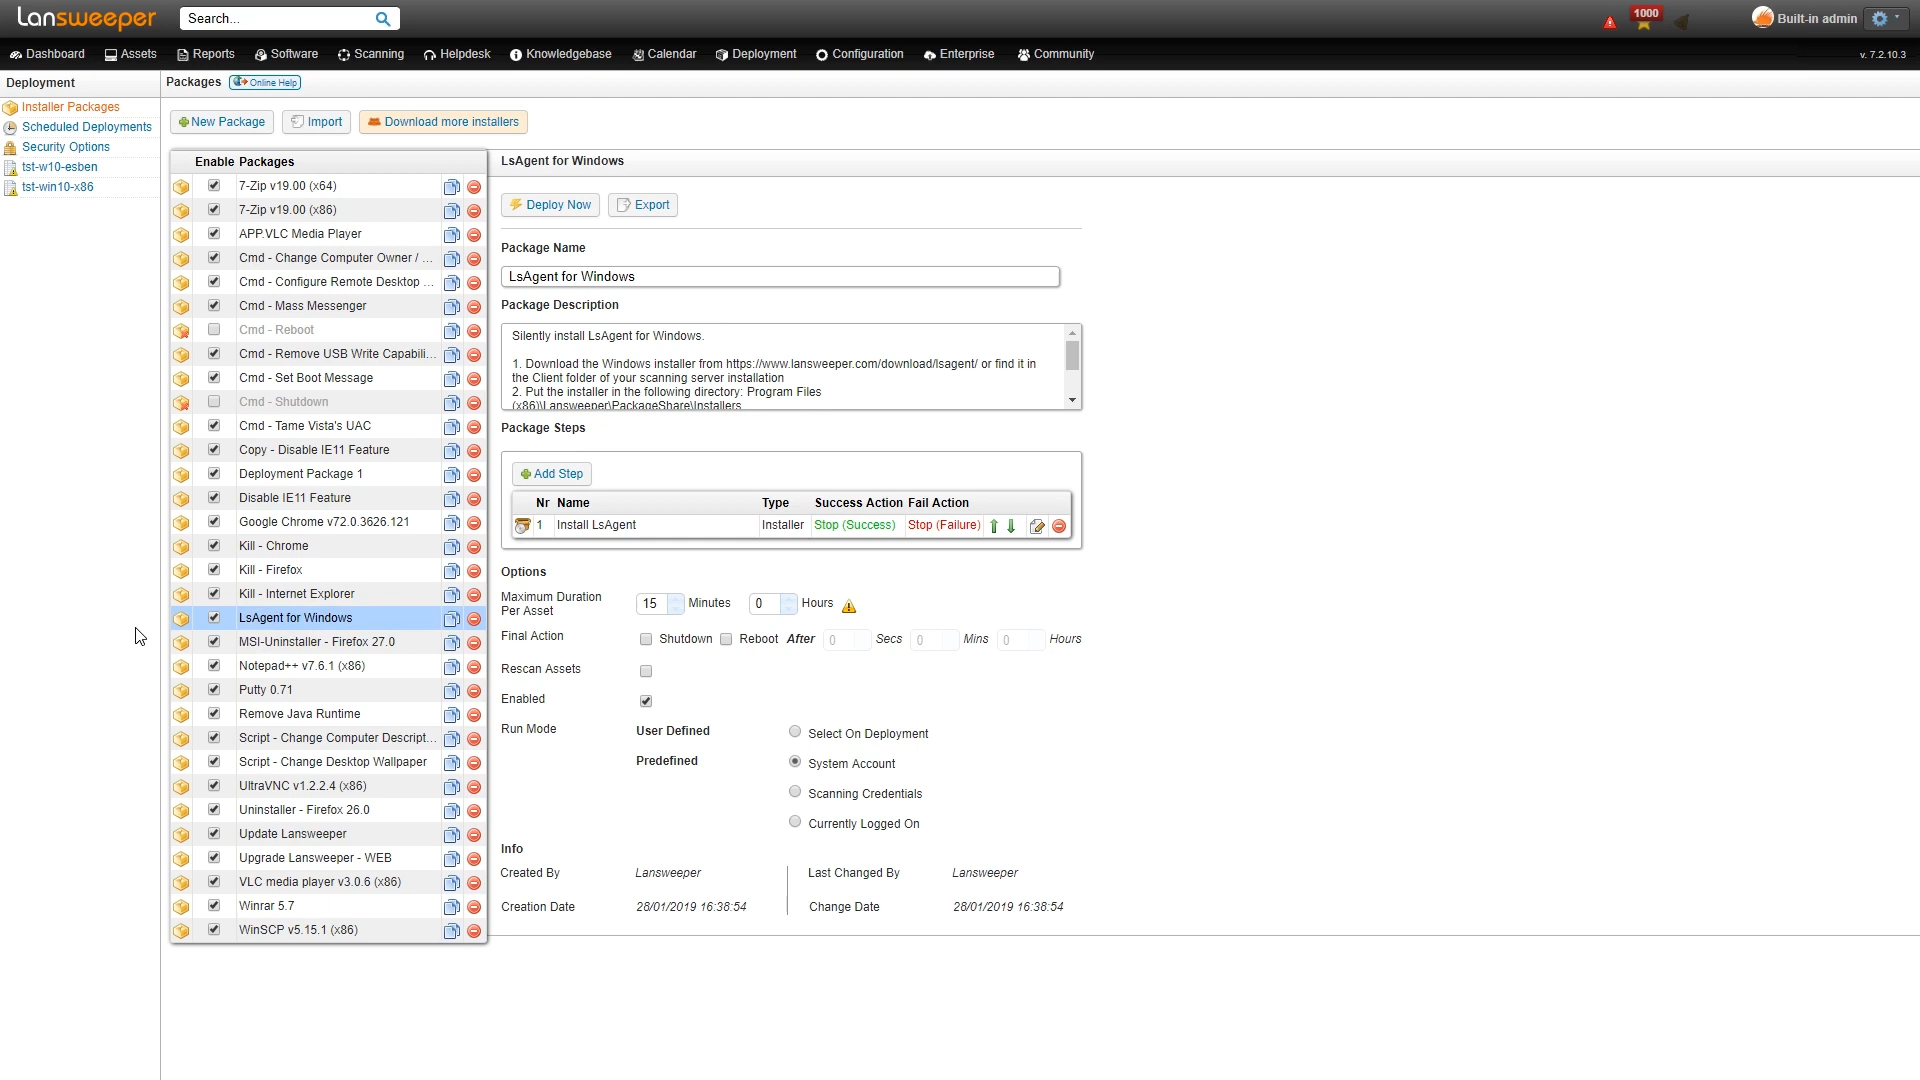 Lansweeper
Search...
1000
Built-in admin
Dashboard Assets Reports Software Scanning Helpdesk Knowledgebase Calendar Deployment Configuration Enterprise Community
v. 7.2.10.3
Deployment
Installer Packages
Scheduled Deployments
Security Options
tst-w10-esben
tst-win10-x86
Packages Online Help
New Package Import Download more installers
Enable Packages
7-Zip v19.00 (x64)
7-Zip v19.00 (x86)
APP.VLC Media Player
Cmd - Change Computer Owner / ...
Cmd - Configure Remote Desktop ...
Cmd - Mass Messenger
Cmd - Reboot
Cmd - Remove USB Write Capabili...
Cmd - Set Boot Message
Cmd - Shutdown
Cmd - Tame Vista's UAC
Copy - Disable IE11 Feature
Deployment Package 1
Disable IE11 Feature
Google Chrome v72.0.3626.121
Kill - Chrome
Kill - Firefox
Kill - Internet Explorer
LsAgent for Windows
MSI-Uninstaller - Firefox 27.0
Notepad++ v7.6.1 (x86)
Putty 0.71
Remove Java Runtime
Script - Change Computer Descript...
Script - Change Desktop Wallpaper
UltraVNC v1.2.2.4 (x86)
Uninstaller - Firefox 26.0
Update Lansweeper
Upgrade Lansweeper - WEB
VLC media player v3.0.6 (x86)
Winrar 5.7
WinSCP v5.15.1 (x86)
LsAgent for Windows
Deploy Now Export
Package Name
LsAgent for Windows
Package Description
Silently install LsAgent for Windows.
1. Download the Windows installer from https://www.lansweeper.com/download/lsagent/ or find it in
the Client folder of your scanning server installation
2. Put the installer in the following directory: Program Files
(x86)\Lansweeper\PackageShare\Installers
Package Steps
Add Step
Nr Name Type Success Action Fail Action
1 Install LsAgent Installer Stop (Success) Stop (Failure)
Options
Maximum Duration
Per Asset
15 Minutes 0 Hours
Final Action Shutdown Reboot After 0 Secs 0 Mins 0 Hours
Rescan Assets
Enabled
Run Mode User Defined Select On Deployment
Predefined System Account
Scanning Credentials
Currently Logged On
Info
Created By Lansweeper Last Changed By Lansweeper
Creation Date 28/01/2019 16:38:54 Change Date 28/01/2019 16:38:54